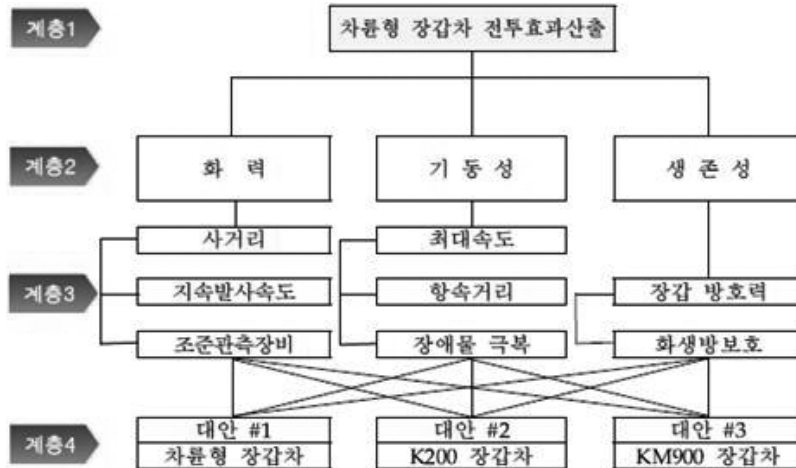 계층1
차륜형 장갑차 전투효과산출
계층2
화 력
기 동 성
생 존 성
사거리
최대속도
계층3
지속발사속도
항속거리
장갑 방호력
조준관측장비
장애물 극복
화생방보호
계층4
대안 #1
대안 #2
대안 #3
차륜형 장갑차
K200 장갑차
KM900 장갑차